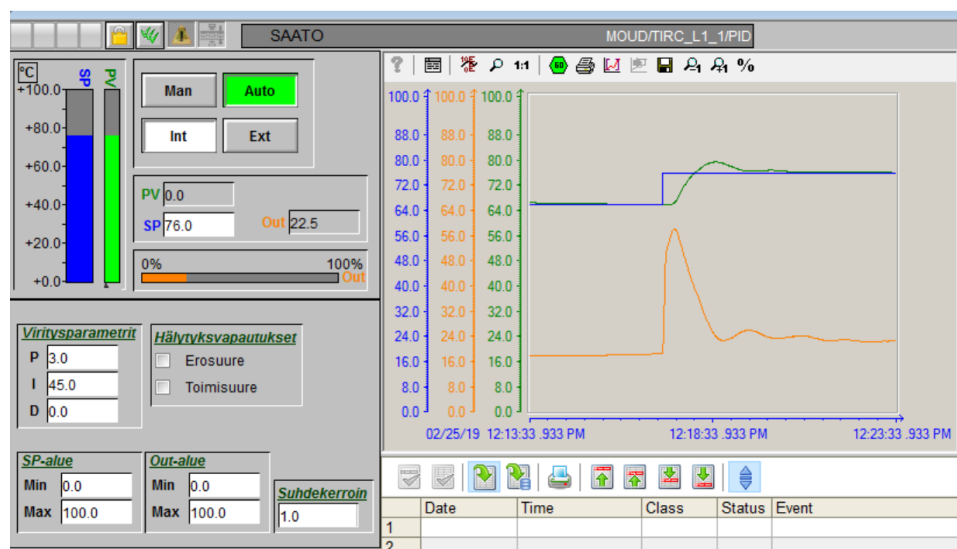 SAATO
MOUD/TIRC_L1_1/PID
°C
SP
PV
+100.0
+80.0
+60.0
+40.0
+20.0
+0.0
Man Auto
Int Ext
PV 0.0
SP 76.0 Out 22.5
0% 100%
Out
Viritysparametrit
P 3.0
I 45.0
D 0.0
Hälytyksvapautukset
Erosuure
Toimisuure
SP-alue
Min 0.0
Max 100.0
Out-alue
Min 0.0
Max 100.0
Suhdekerroin
1.0
? 1:1 GO %
100.0 100.0 100.0
88.0 88.0 88.0
80.0 80.0 80.0
72.0 72.0 72.0
64.0 64.0 64.0
56.0 56.0 56.0
48.0 48.0 48.0
40.0 40.0 40.0
32.0 32.0 32.0
24.0 24.0 24.0
16.0 16.0 16.0
8.0 8.0 8.0
0.0 0.0 0.0
02/25/19 12:13:33 .933 PM 12:18:33 .933 PM 12:23:33 .933 PM
Date Time Class Status Event
1
2